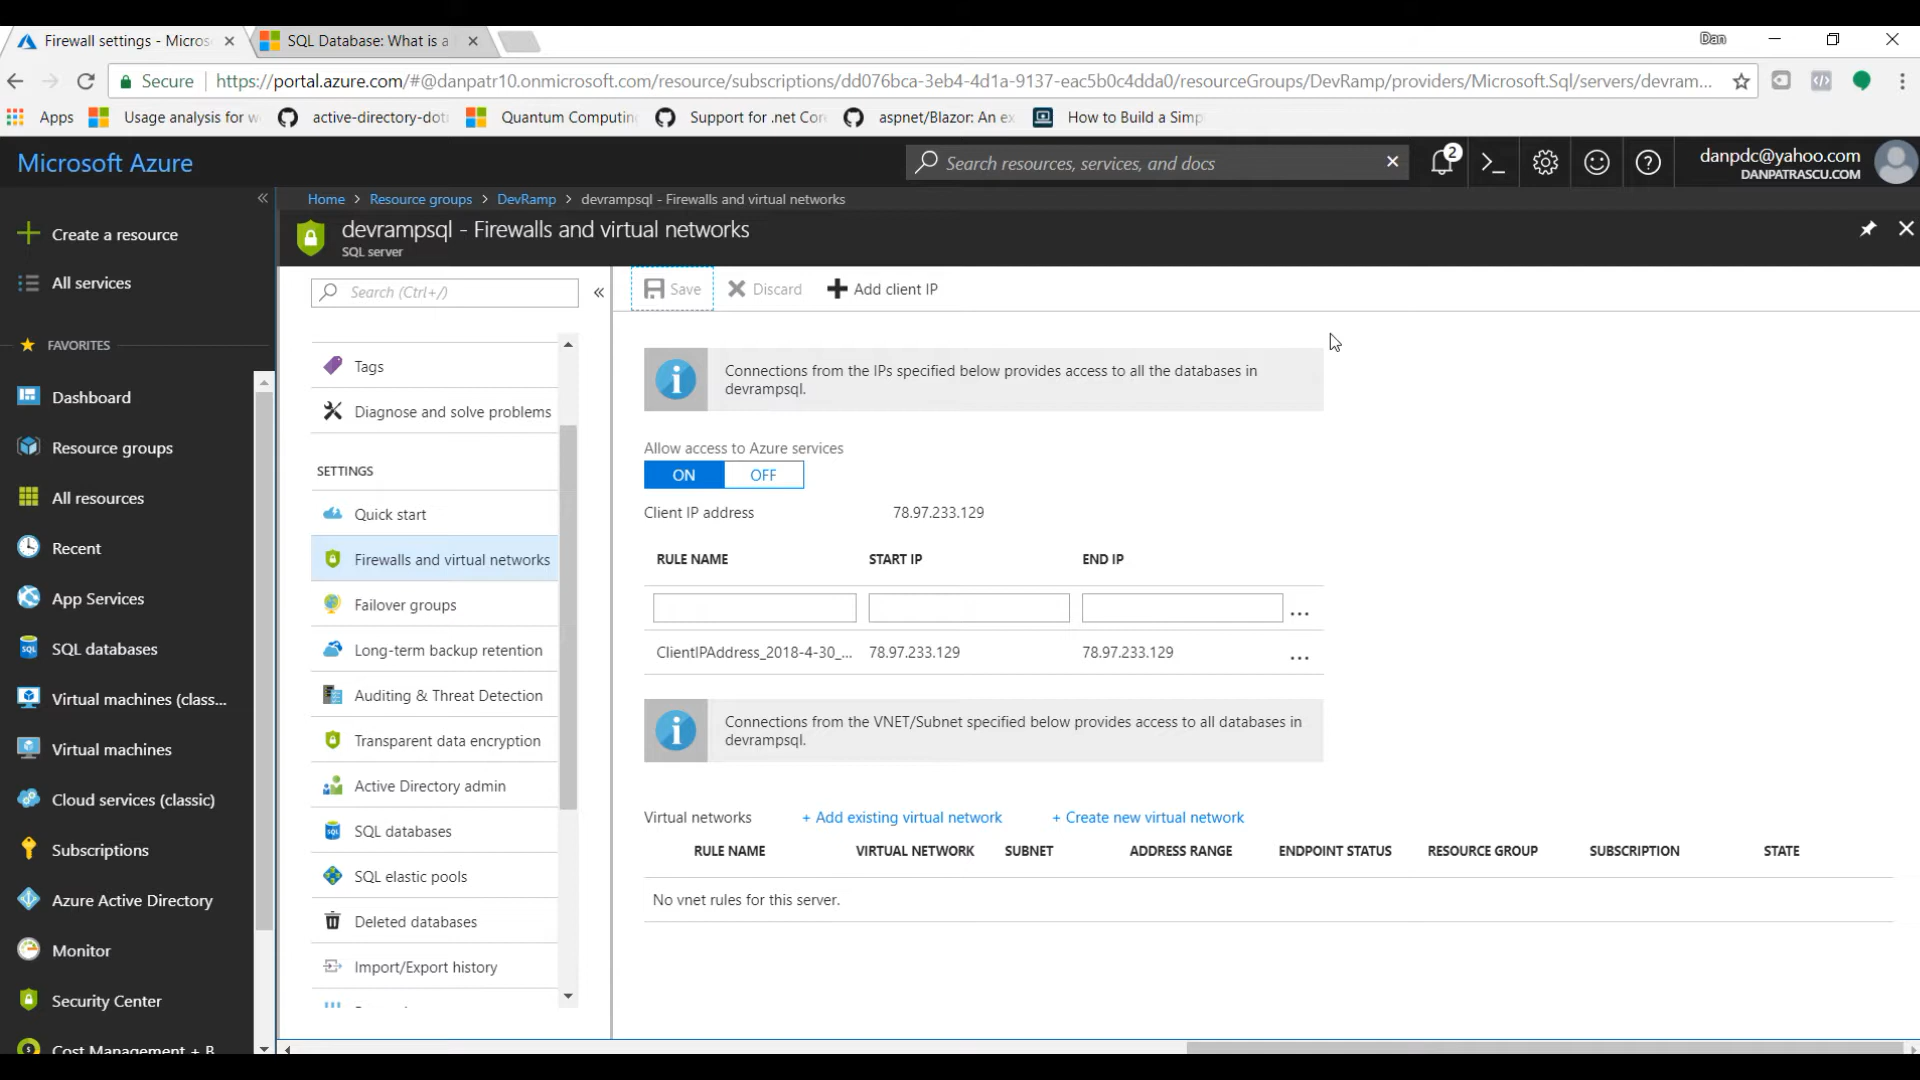 Firewall settings - Micros
SQL Database: What is a
Dan
Secure
https://portal.azure.com/#@danpatr10.onmicrosoft.com/resource/subscriptions/dd076bca-3eb4-4d1a-9137-eac5b0c4dda0/resourceGroups/DevRamp/providers/Microsoft.Sql/servers/devram...
Apps
Usage analysis for w
active-directory-dot
Quantum Computin
Support for .net Cor
aspnet/Blazor: An ex
How to Build a Simp
Microsoft Azure
Search resources, services, and docs
2
danpdc@yahoo.com
DANPATRASCU.COM
Home > Resource groups > DevRamp > devrampsql - Firewalls and virtual networks
devrampsql - Firewalls and virtual networks
SQL server
Create a resource
All services
FAVORITES
Dashboard
Resource groups
All resources
Recent
App Services
SQL databases
Virtual machines (class...
Virtual machines
Cloud services (classic)
Subscriptions
Azure Active Directory
Monitor
Security Center
Cost Management + B
Search (Ctrl+/)
Tags
Diagnose and solve problems
SETTINGS
Quick start
Firewalls and virtual networks
Failover groups
Long-term backup retention
Auditing & Threat Detection
Transparent data encryption
Active Directory admin
SQL databases
SQL elastic pools
Deleted databases
Import/Export history
Save
Discard
Add client IP
Connections from the IPs specified below provides access to all the databases in
devrampsql.
Allow access to Azure services
ON OFF
Client IP address 78.97.233.129
RULE NAME START IP END IP
...
ClientIPAddress_2018-4-30_... 78.97.233.129 78.97.233.129 ...
Connections from the VNET/Subnet specified below provides access to all databases in
devrampsql.
Virtual networks + Add existing virtual network + Create new virtual network
RULE NAME VIRTUAL NETWORK SUBNET ADDRESS RANGE ENDPOINT STATUS RESOURCE GROUP SUBSCRIPTION STATE
No vnet rules for this server.